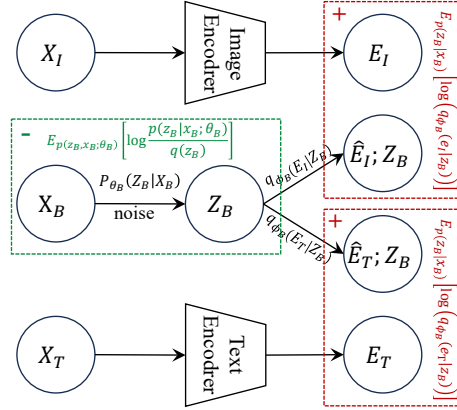 X_I
Image
Encodrer
E_I
+
E_{p(z_B|x_B)}[log(q_{ϕ_B}(e_I|z_B))]
-
E_{p(z_B,x_B;θ_B)}[log p(z_B|x_B;θ_B)/q(z_B)]
X_B
P_{θ_B}(Z_B|X_B)
noise
Z_B
q_{ϕ_B}(E_I|Z_B)
q_{ϕ_B}(E_T|Z_B)
Ê_I; Z_B
+
Ê_T; Z_B
E_{p(z_B|x_B)}[log(q_{ϕ_B}(e_T|z_B))]
X_T
Text
Encodrer
E_T